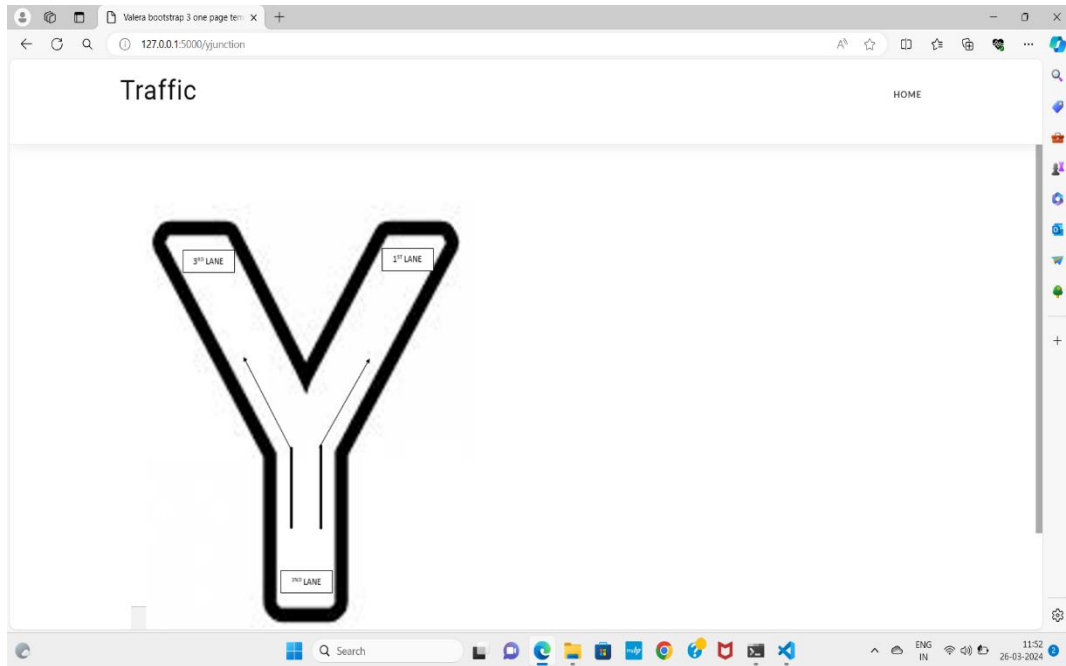 Valera bootstrap 3 one page tem
127.0.0.1:5000/yjunction
Traffic
HOME
3RD LANE
1ST LANE
2ND LANE
Search
ENG
IN
11:52
26-03-2024
2